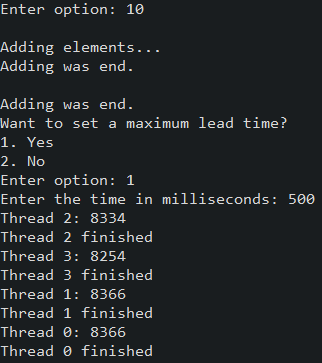 Enter option: 10
Adding elements...
Adding was end.
Adding was end.
Want to set a maximum lead time?
1. Yes
2. No
Enter option: 1
Enter the time in milliseconds: 500
Thread 2: 8334
Thread 2 finished
Thread 3: 8254
Thread 3 finished
Thread 1: 8366
Thread 1 finished
Thread 0: 8366
Thread 0 finished